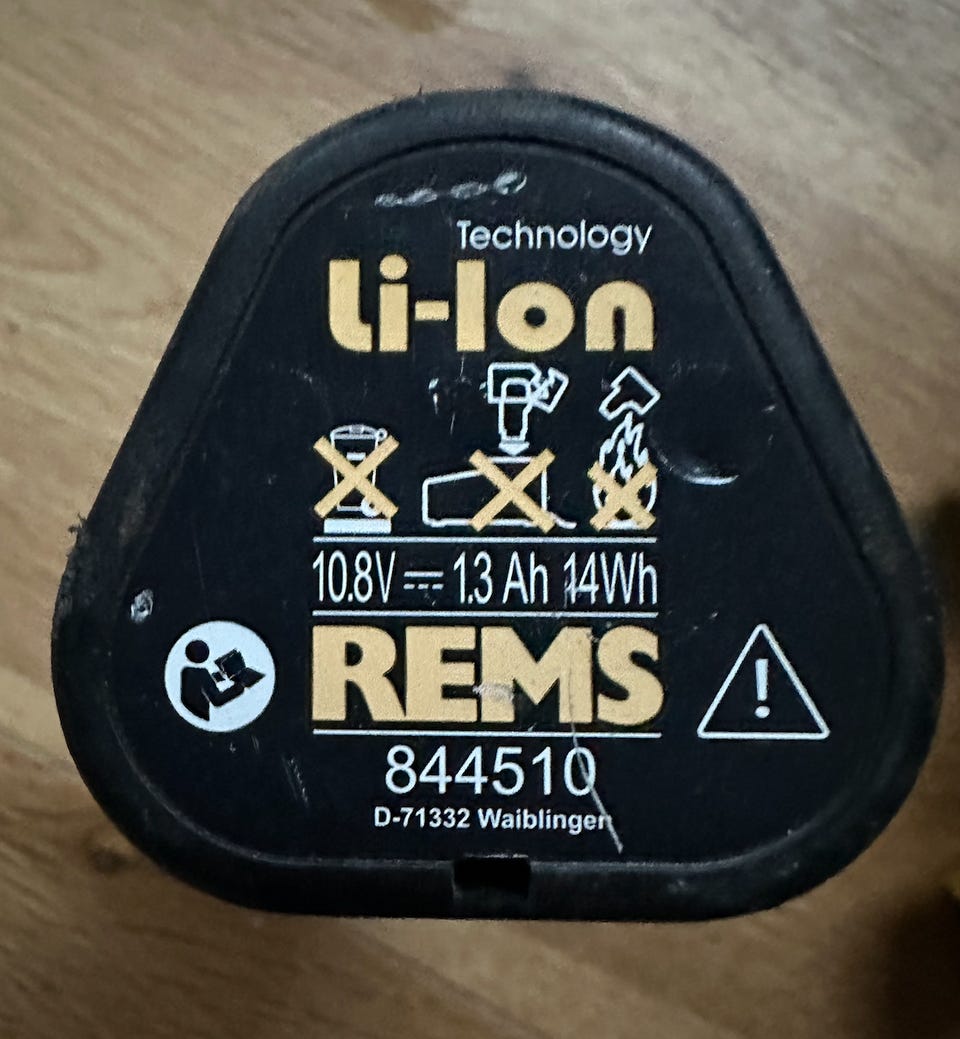 Technology
Li-Ion
10.8V ⎓ 1.3 Ah 14Wh
REMS
844510
D-71332 Waiblingen